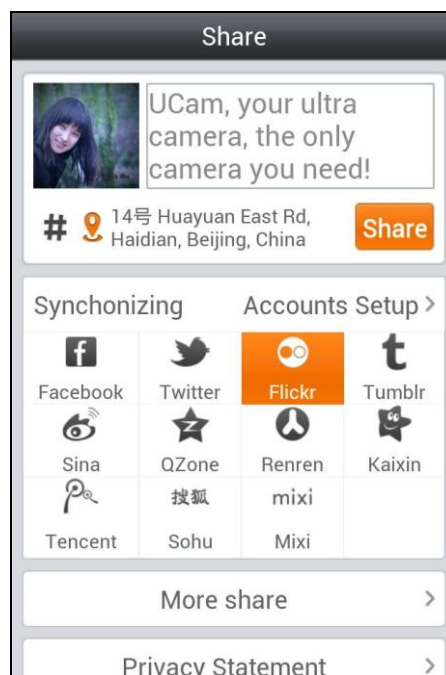 Share
UCam, your ultra
camera, the only
camera you need!
# 14号 Huayuan East Rd,
Haidian, Beijing, China
Share
Synchonizing Accounts Setup >
Facebook Twitter Flickr Tumblr
Sina QZone Renren Kaixin
搜狐 mixi
Tencent Sohu Mixi
More share >
Privacy Statement >